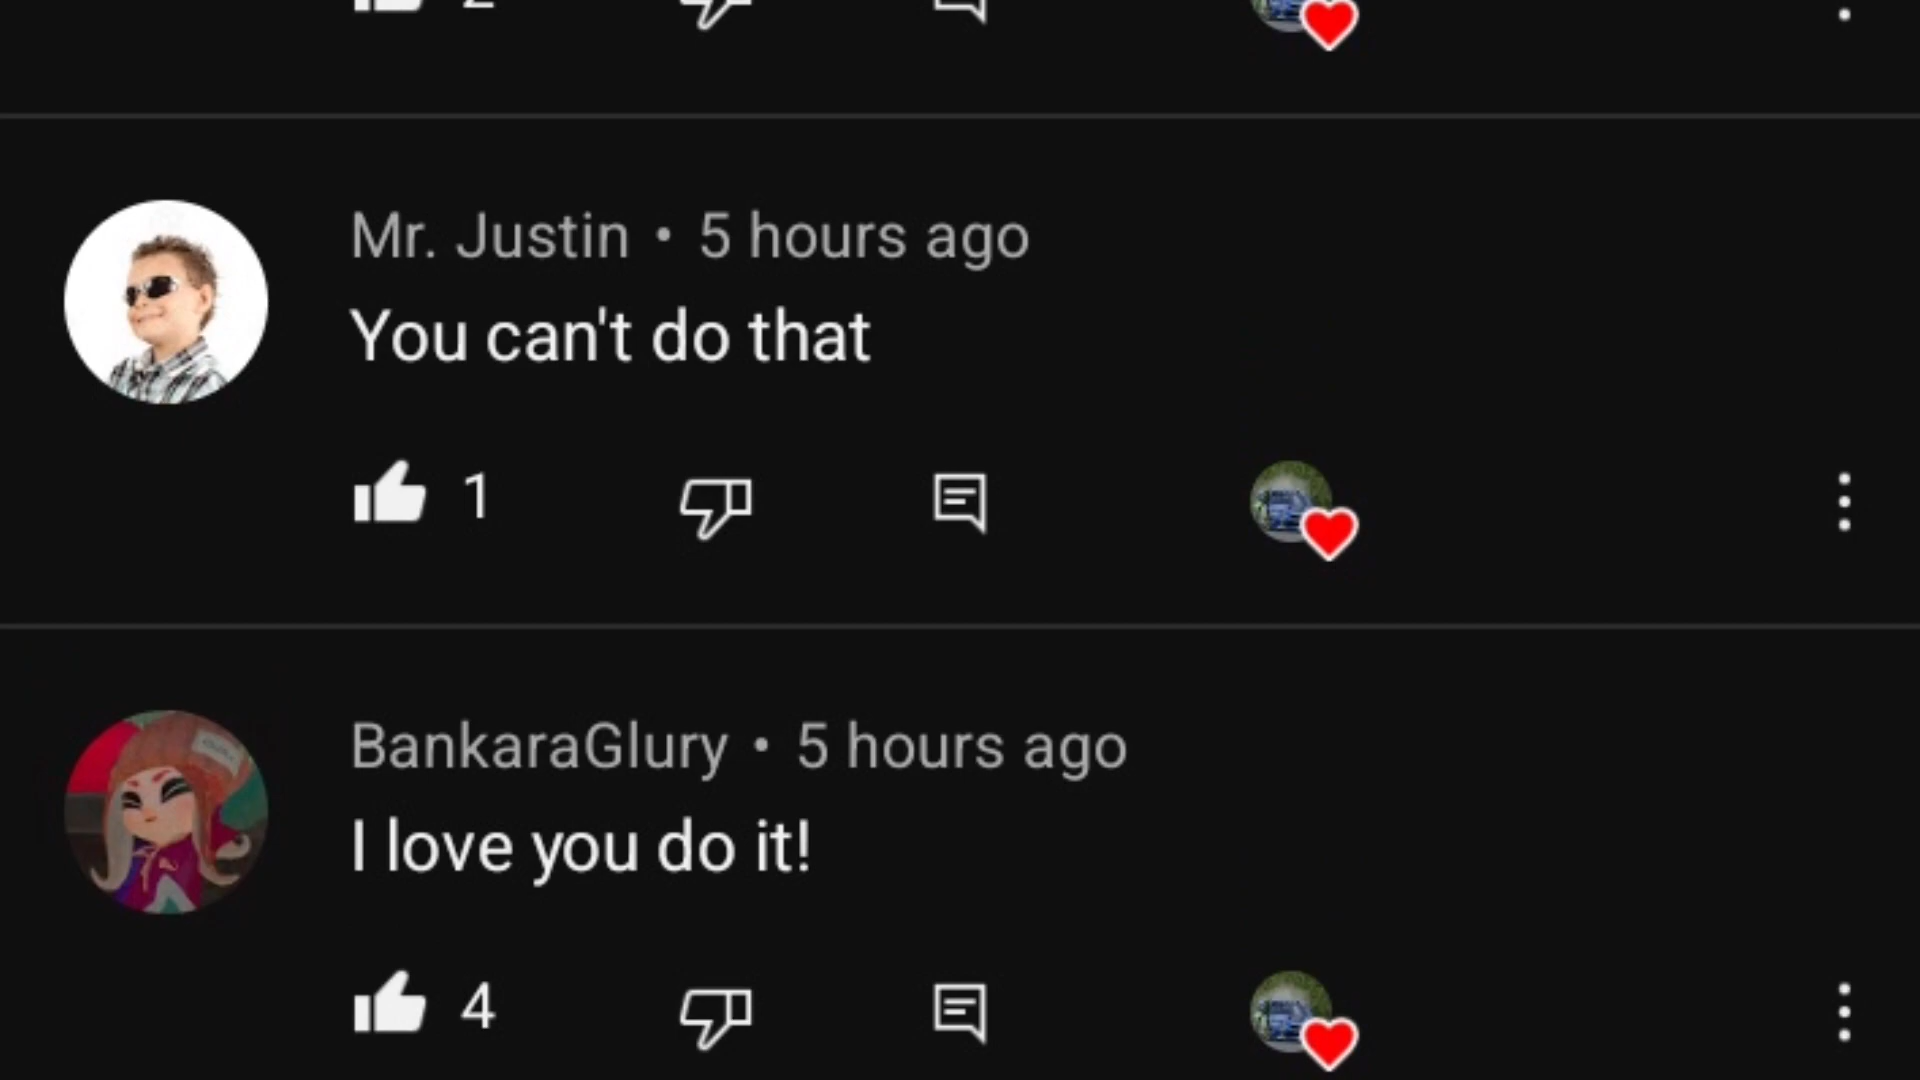 Mr. Justin • 5 hours ago
You can't do that
1
BankaraGlury • 5 hours ago
I love you do it!
4